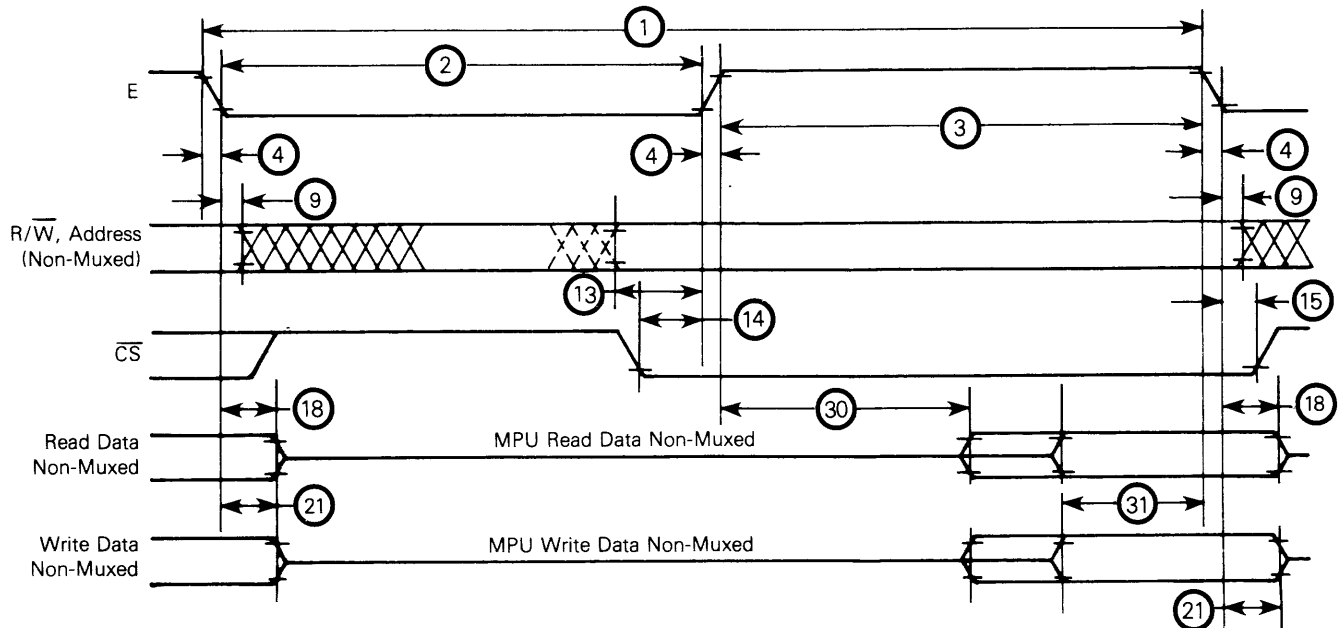 1
2
E
3
4
4
4
9
9
R/W̅, Address
(Non-Muxed)
13
14
15
C̅S̅
18
30
18
Read Data
Non-Muxed
MPU Read Data Non-Muxed
21
31
Write Data
Non-Muxed
MPU Write Data Non-Muxed
21